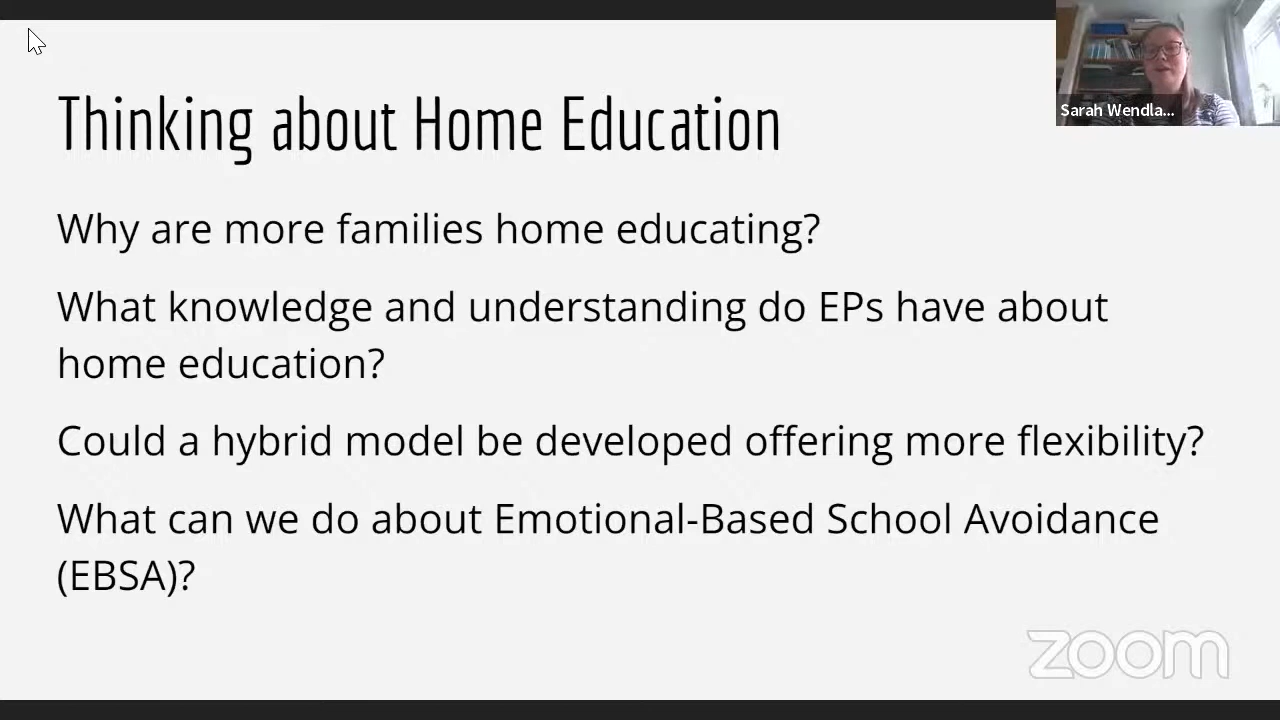 Thinking about Home Education
Sarah Wendla...
Why are more families home educating?
What knowledge and understanding do EPs have about
home education?
Could a hybrid model be developed offering more flexibility?
What can we do about Emotional-Based School Avoidance
(EBSA)?
zoom